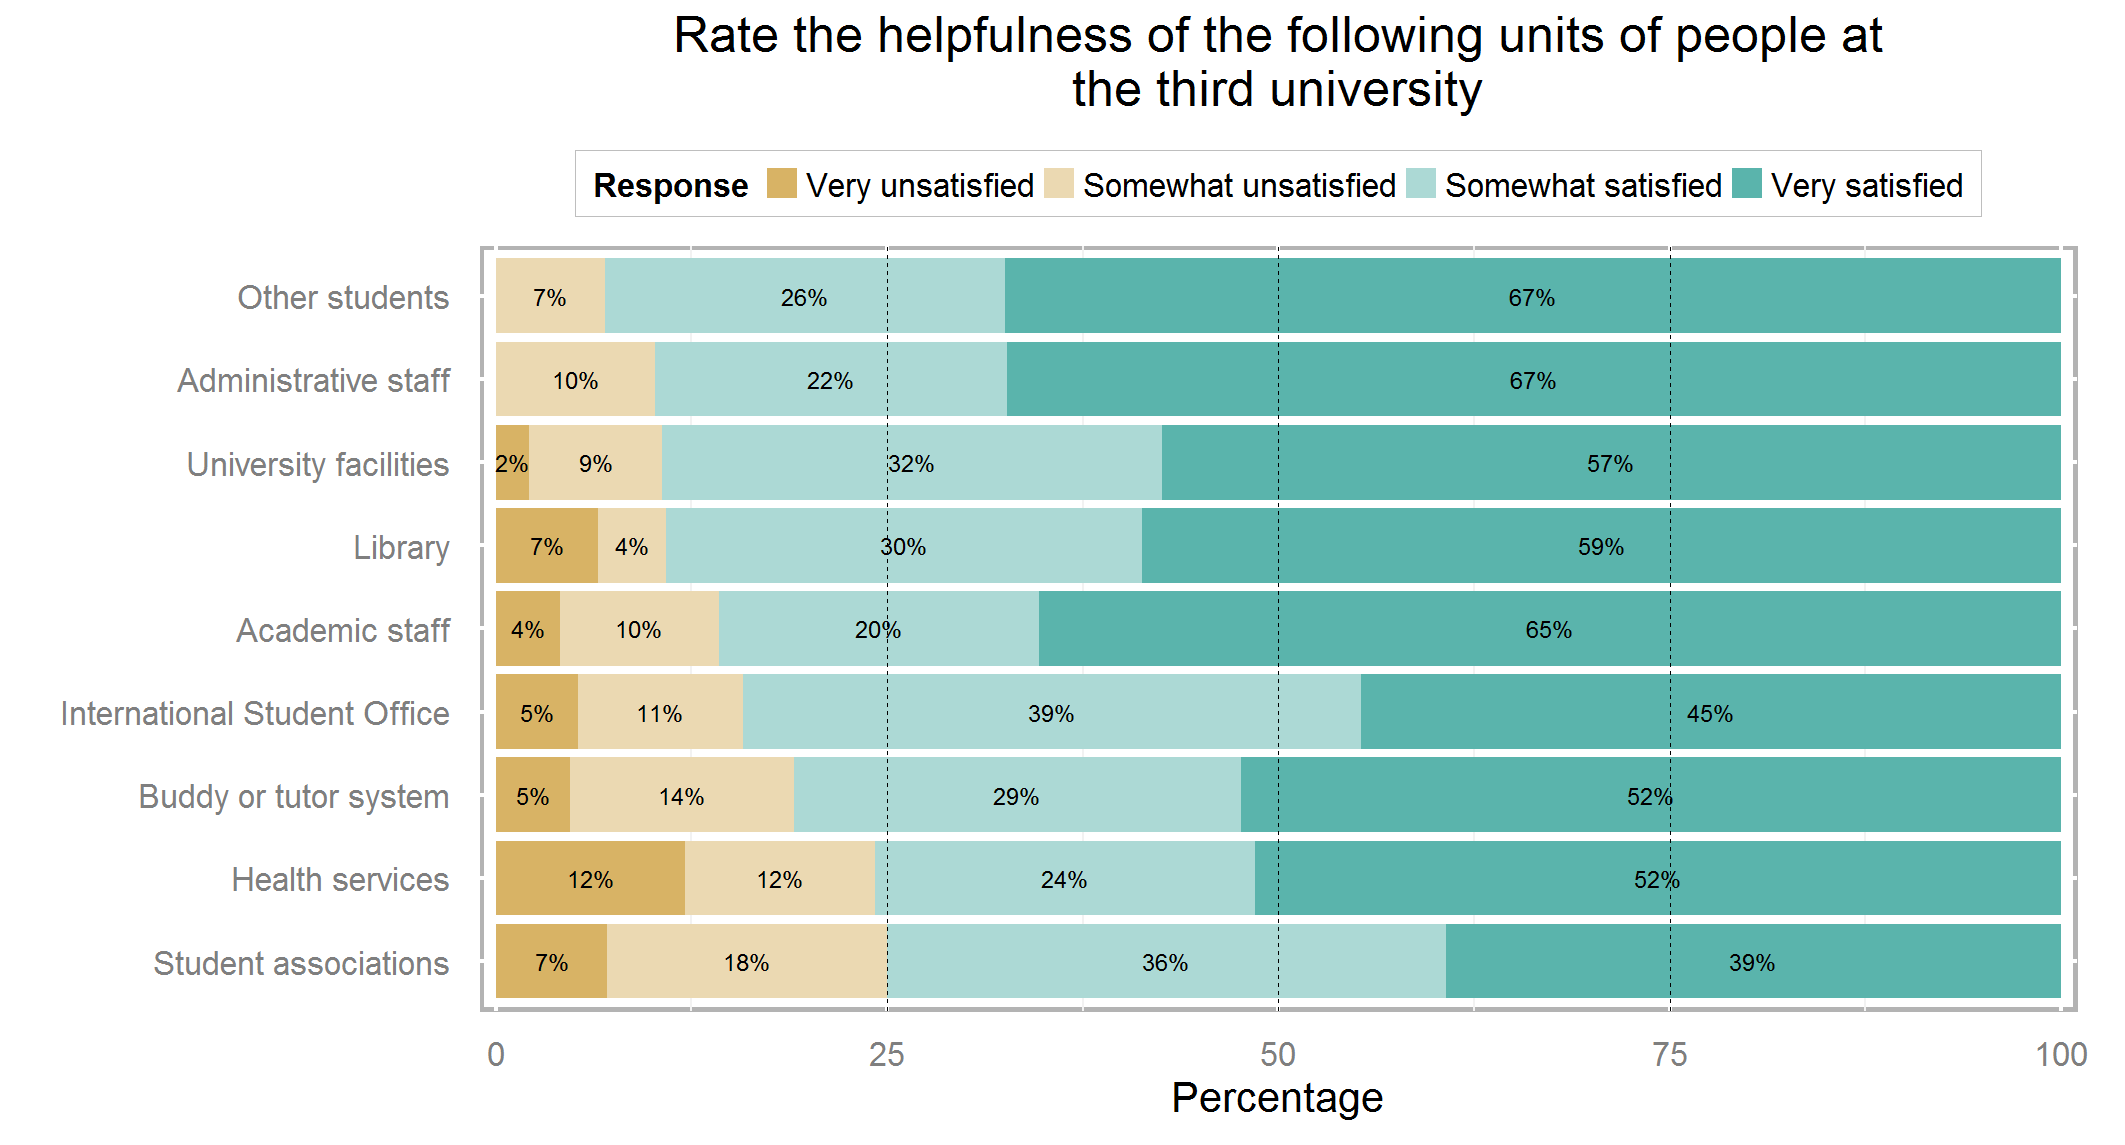 Rate the helpfulness of the following units of people at
the third university
Response Very unsatisfied Somewhat unsatisfied Somewhat satisfied Very satisfied
Other students 7% 26% 67%
Administrative staff 10% 22% 67%
University facilities 2% 9% 32% 57%
Library 7% 4% 30% 59%
Academic staff 4% 10% 20% 65%
International Student Office 5% 11% 39% 45%
Buddy or tutor system 5% 14% 29% 52%
Health services 12% 12% 24% 52%
Student associations 7% 18% 36% 39%
0 25 50 75 100
Percentage